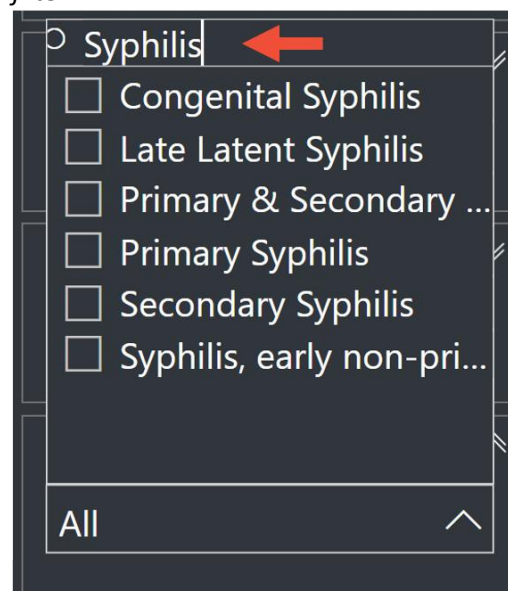 Syphilis
Congenital Syphilis
Late Latent Syphilis
Primary & Secondary ...
Primary Syphilis
Secondary Syphilis
Syphilis, early non-pri...
All